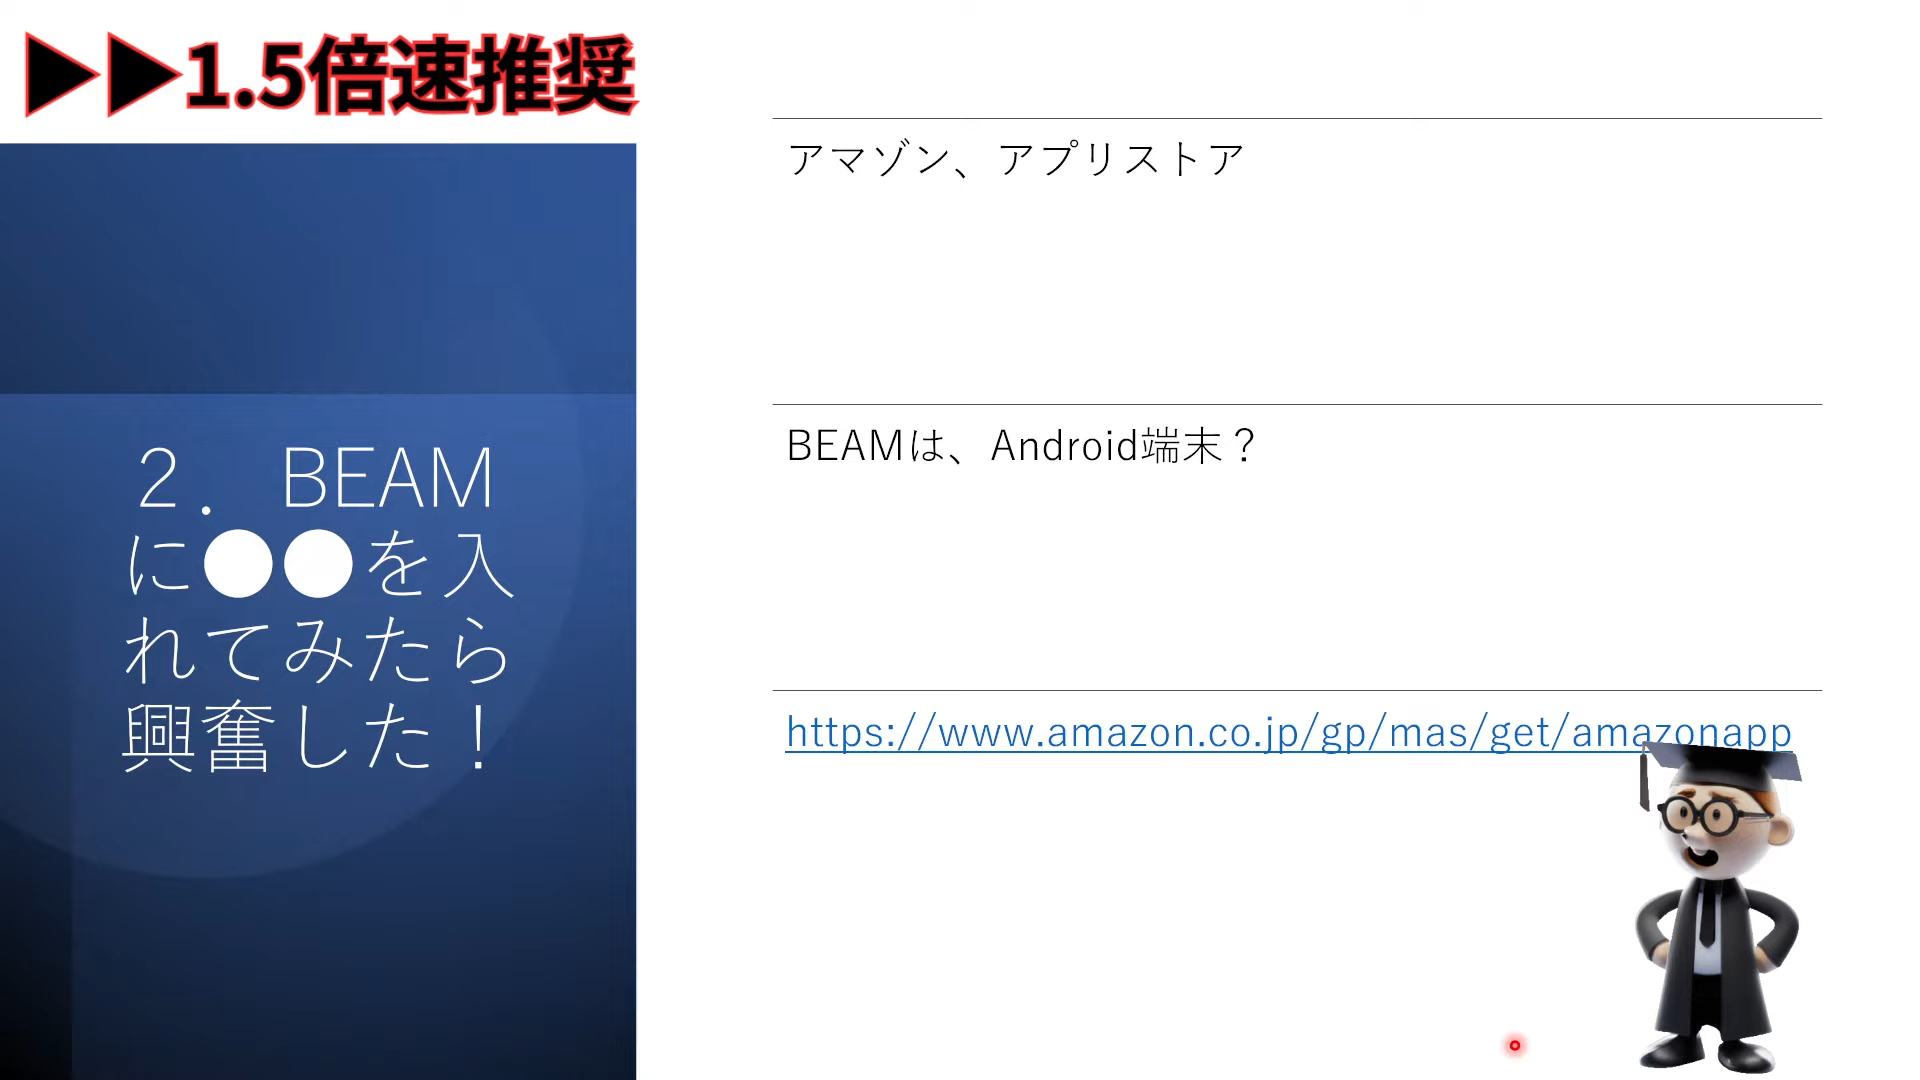 ▶▶1.5倍速推奨
２． BEAM
に●●を入
れてみたら
興奮した！
アマゾン、アプリストア
BEAMは、Android端末？
https://www.amazon.co.jp/gp/mas/get/amazonapp